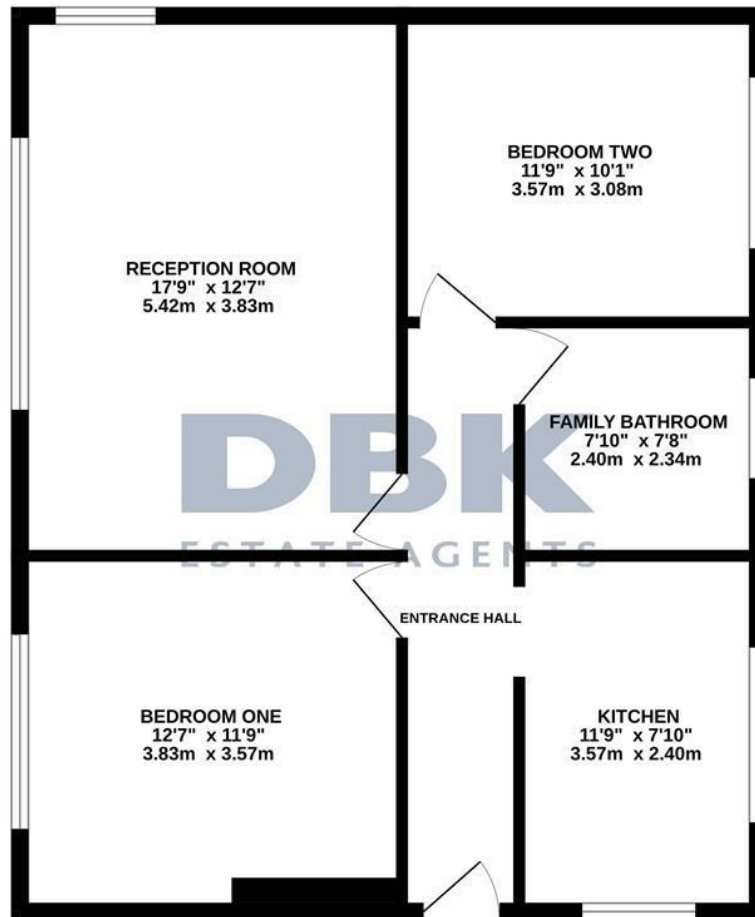 BEDROOM TWO
11'9" x 10'1"
3.57m x 3.08m
RECEPTION ROOM
17'9" x 12'7"
5.42m x 3.83m
FAMILY BATHROOM
7'10" x 7'8"
2.40m x 2.34m
DBK
ESTATE AGENTS
ENTRANCE HALL
BEDROOM ONE
12'7" x 11'9"
3.83m x 3.57m
KITCHEN
11'9" x 7'10"
3.57m x 2.40m